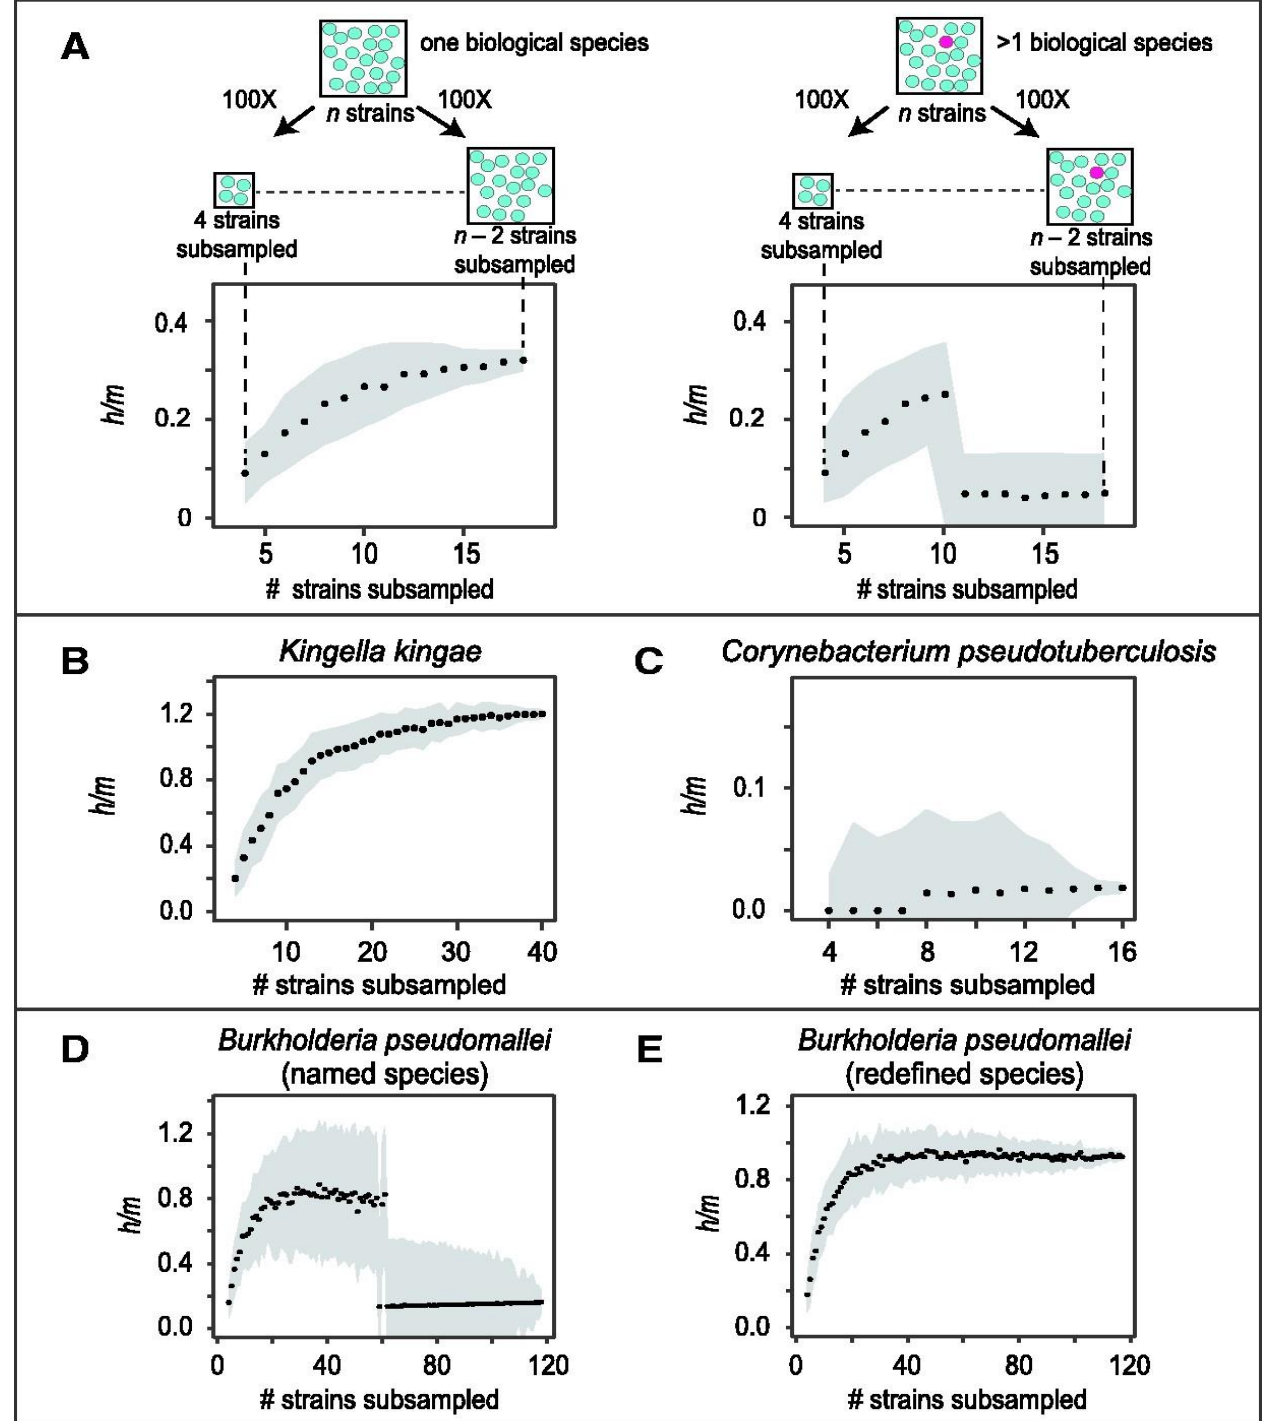 A
one biological species
100X
100X
n strains
4 strains
subsampled
n – 2 strains
subsampled
h/m
0.4
0.2
0
5
10
15
# strains subsampled
>1 biological species
100X
100X
n strains
4 strains
subsampled
n – 2 strains
subsampled
h/m
0.4
0.2
0
5
10
15
# strains subsampled
B
Kingella kingae
h/m
1.2
0.8
0.4
0.0
10
20
30
40
# strains subsampled
C
Corynebacterium pseudotuberculosis
h/m
0.1
0.0
4
8
12
16
# strains subsampled
D
Burkholderia pseudomallei
(named species)
h/m
1.2
0.8
0.4
0.0
0
40
80
120
# strains subsampled
E
Burkholderia pseudomallei
(redefined species)
h/m
1.2
0.8
0.4
0.0
0
40
80
120
# strains subsampled